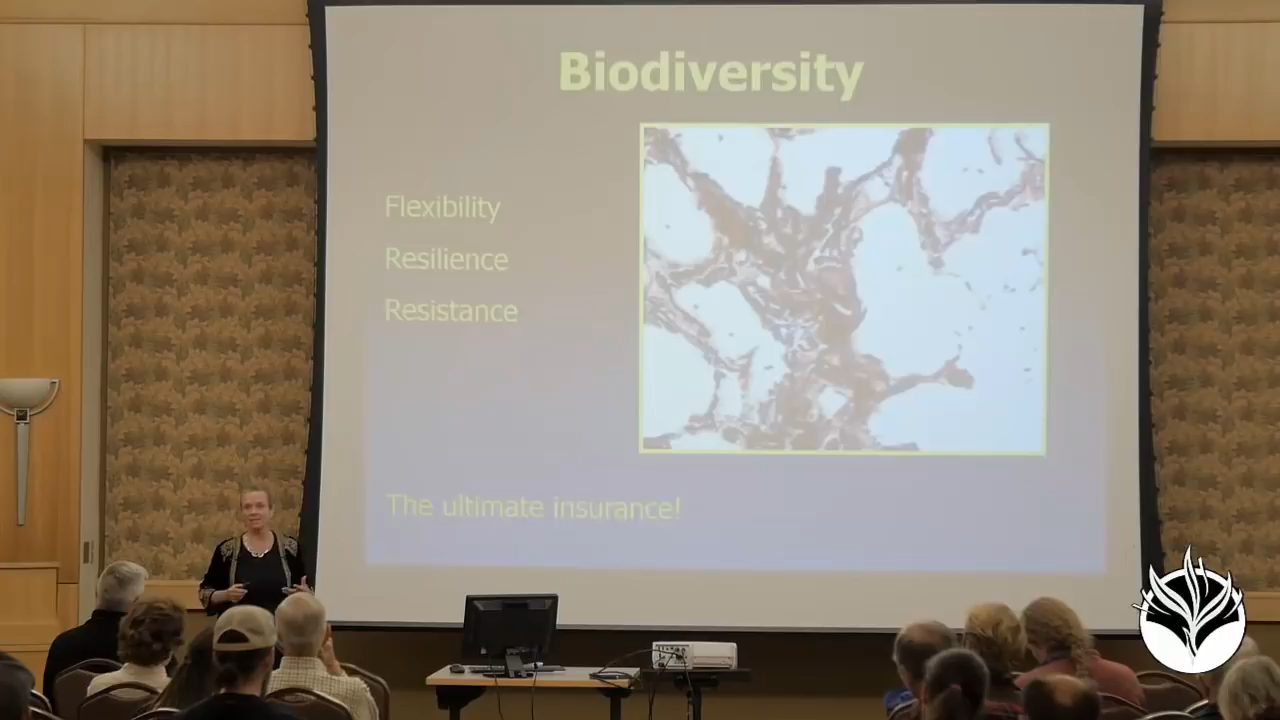 Biodiversity
Flexibility
Resilience
Resistance
The ultimate insurance!